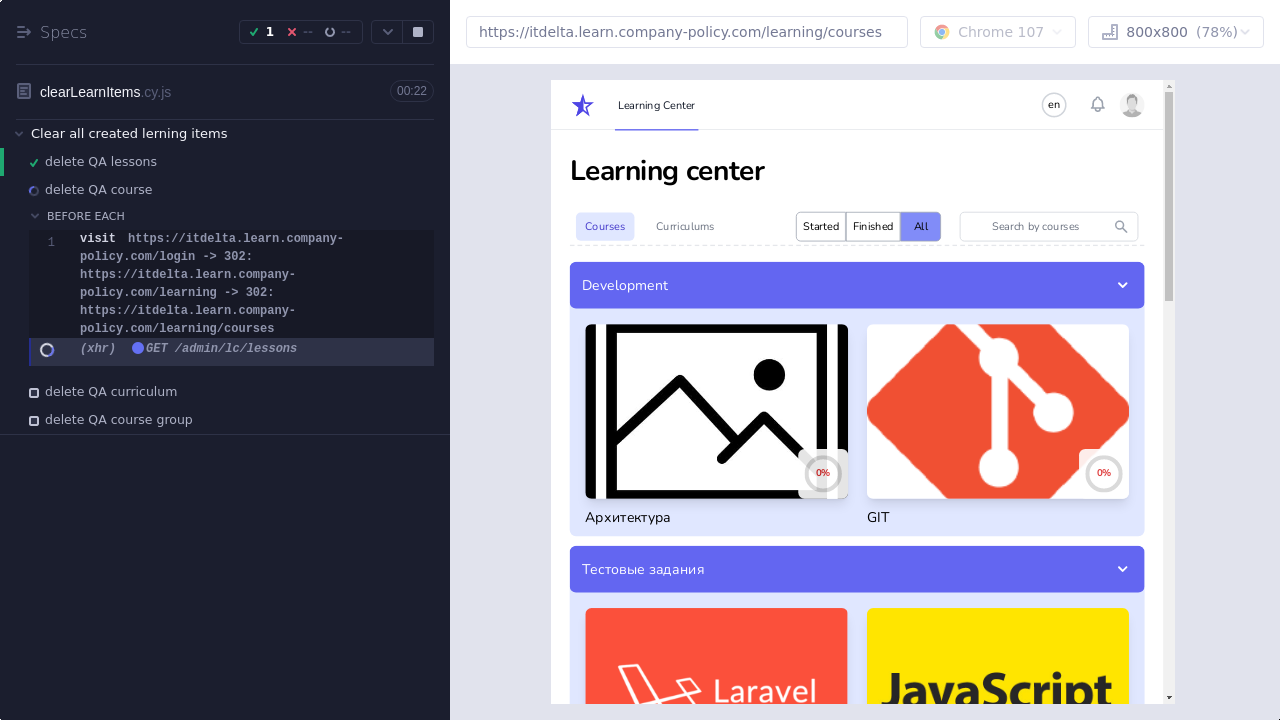 Specs
1
--
--
clearLearnItems.cy.js
00:22
Clear all created lerning items
delete QA lessons
delete QA course
BEFORE EACH
1
visit https://itdelta.learn.company-
policy.com/login -> 302:
https://itdelta.learn.company-
policy.com/learning -> 302:
https://itdelta.learn.company-
policy.com/learning/courses
(xhr) GET /admin/lc/lessons
delete QA curriculum
delete QA course group
https://itdelta.learn.company-policy.com/learning/courses
Chrome 107
800x800 (78%)
Learning Center
en
Learning center
Courses
Curriculums
Started
Finished
All
Search by courses
Development
0%
0%
Архитектура
GIT
Тестовые задания
Laravel
JavaScript